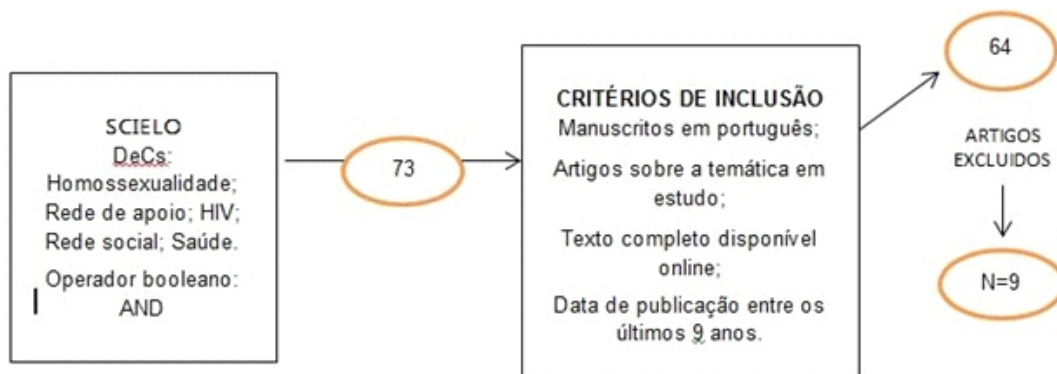 SCIELO
DeCs:
Homossexualidade;
Rede de apoio; HIV;
Rede social; Saúde.
Operador booleano:
AND
73
CRITÉRIOS DE INCLUSÃO
Manuscritos em português;
Artigos sobre a temática em
estudo;
Texto completo disponível
online;
Data de publicação entre os
últimos 9 anos.
64
ARTIGOS
EXCLUIDOS
N=9